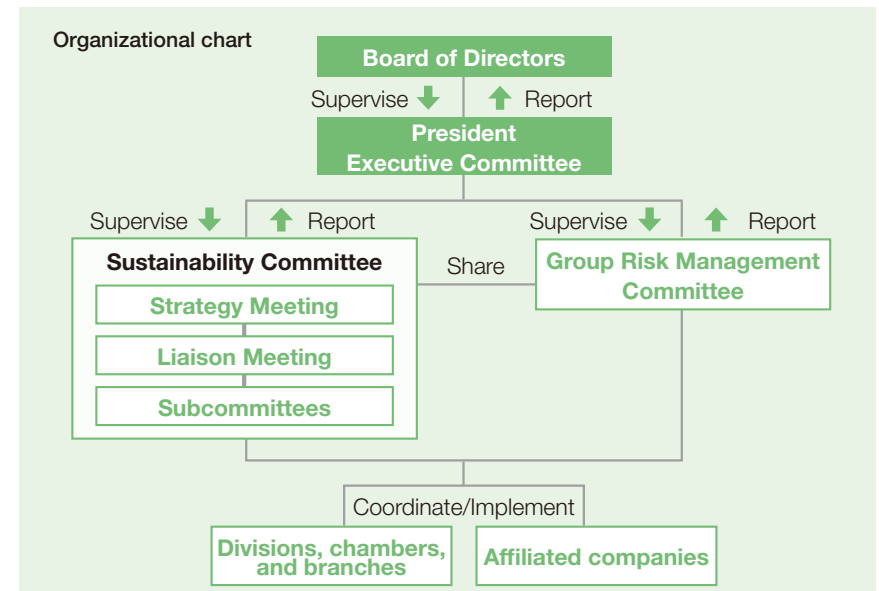 Organizational chart
Board of Directors
Supervise
Report
President
Executive Committee
Supervise
Report
Supervise
Report
Sustainability Committee
Share
Group Risk Management
Committee
Strategy Meeting
Liaison Meeting
Subcommittees
Coordinate/Implement
Divisions, chambers,
and branches
Affiliated companies